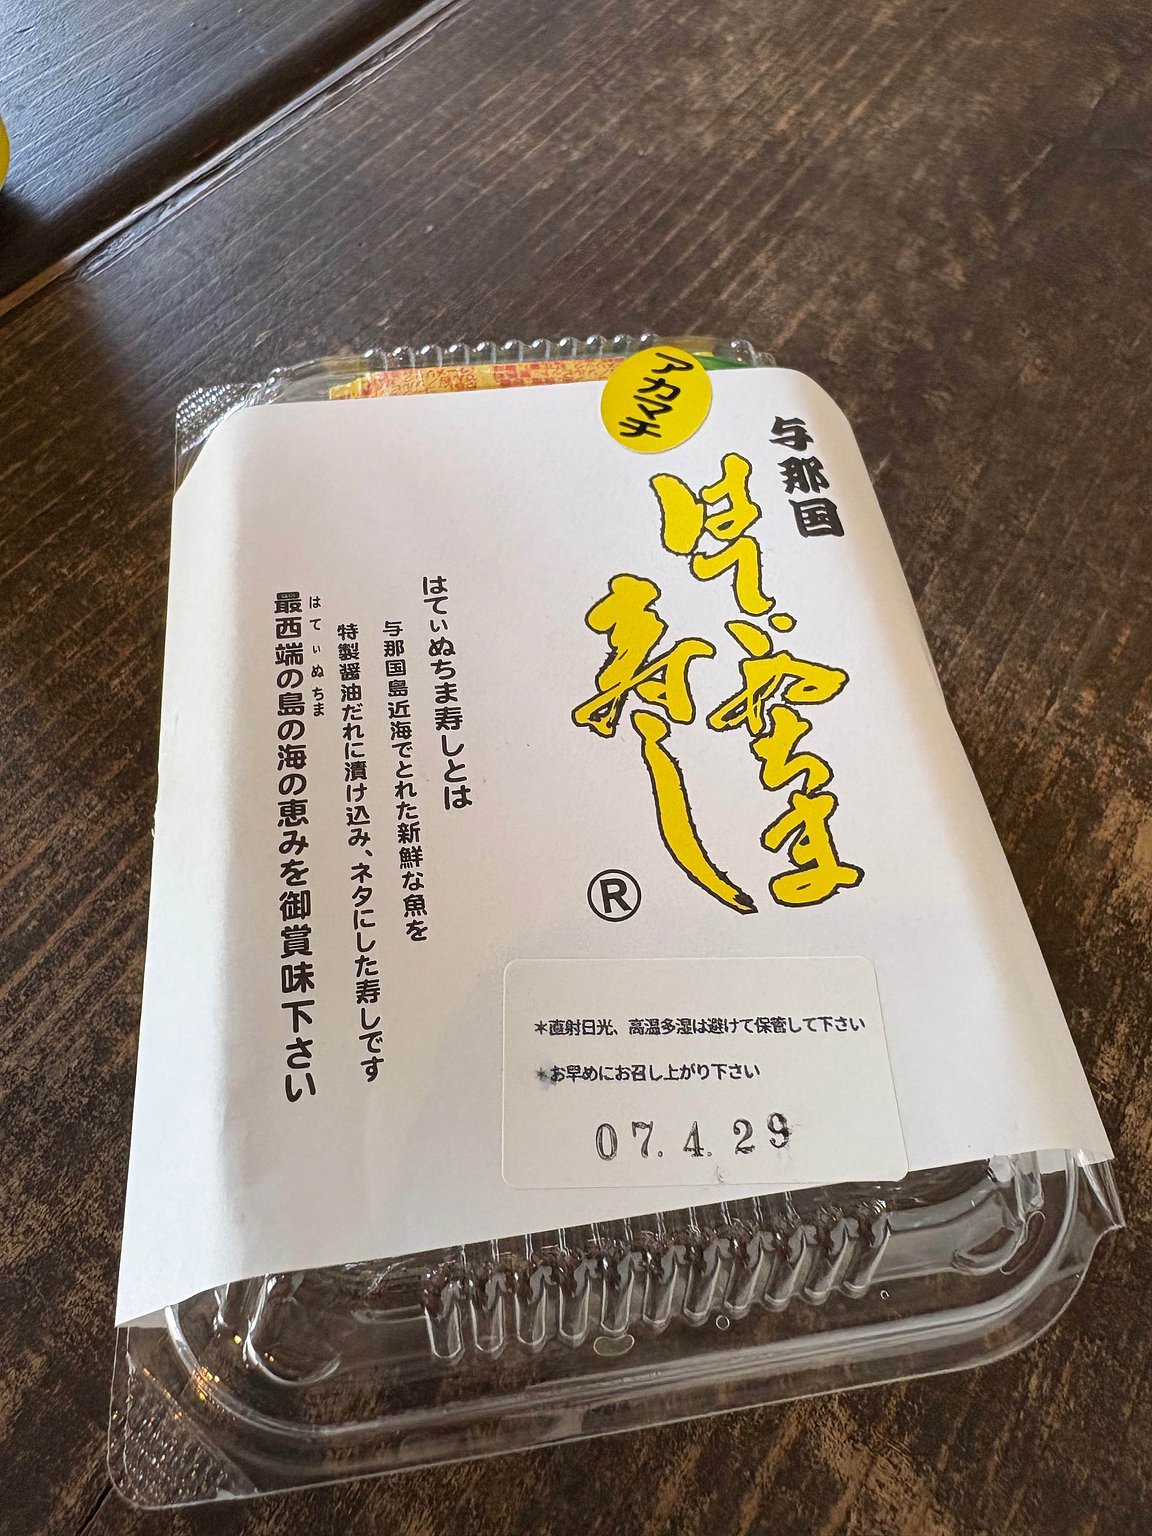 アカマチ
与那国
はてぃぬちま
寿し
®
はてぃぬちま寿しとは
与那国島近海でとれた新鮮な魚を
特製醤油だれに漬け込み、ネタにした寿しです
はてぃぬちま
最西端の島の海の恵みを御賞味下さい
*直射日光、高温多湿は避けて保管して下さい
*お早めにお召し上がり下さい
07.4.29